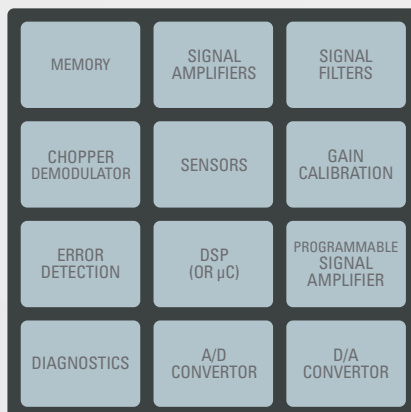 MEMORY
SIGNAL
AMPLIFIERS
SIGNAL
FILTERS
CHOPPER
DEMODULATOR
SENSORS
GAIN
CALIBRATION
ERROR
DETECTION
DSP
(OR µC)
PROGRAMMABLE
SIGNAL
AMPLIFIER
DIAGNOSTICS
A/D
CONVERTOR
D/A
CONVERTOR